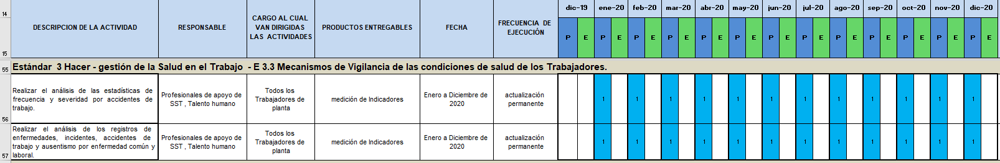 14
dic-19 ene-20 feb-20 mar-20 abr-20 may-20 jun-20 jul-20 ago-20 sep-20 oct-20 nov-20 dic-20
DESCRIPCION DE LA ACTIVIDAD
RESPONSABLE
CARGO AL CUAL
VAN DIRIGIDAS
LAS ACTIVIDADES
PRODUCTOS ENTREGABLES
FECHA
FRECUENCIA DE
EJECUCIÓN
P E P E P E P E P E P E P E P E P E P E P E P E P E
15
55
Estándar 3 Hacer - gestión de la Salud en el Trabajo - E 3.3 Mecanismos de Vigilancia de las condiciones de salud de los Trabajadores.
Realizar el análisis de las estadísticas de
frecuencia y severidad por accidentes de
trabajo.
Profesionales de apoyo de
SST , Talento humano
Todos los
Trabajadores de
planta
medición de Indicadores
Enero a Diciembre de
2020
actualización
permanente
1 1 1 1 1 1 1 1 1 1 1 1
56
Realizar el análisis de los registros de
enfermedades, incidentes, accidentes de
trabajo y ausentismo por enfermedad común y
laboral.
Profesionales de apoyo de
SST , Talento humano
Todos los
Trabajadores de
planta
medición de Indicadores
Enero a Diciembre de
2020
actualización
permanente
1 1 1 1 1 1 1 1 1 1 1 1
57